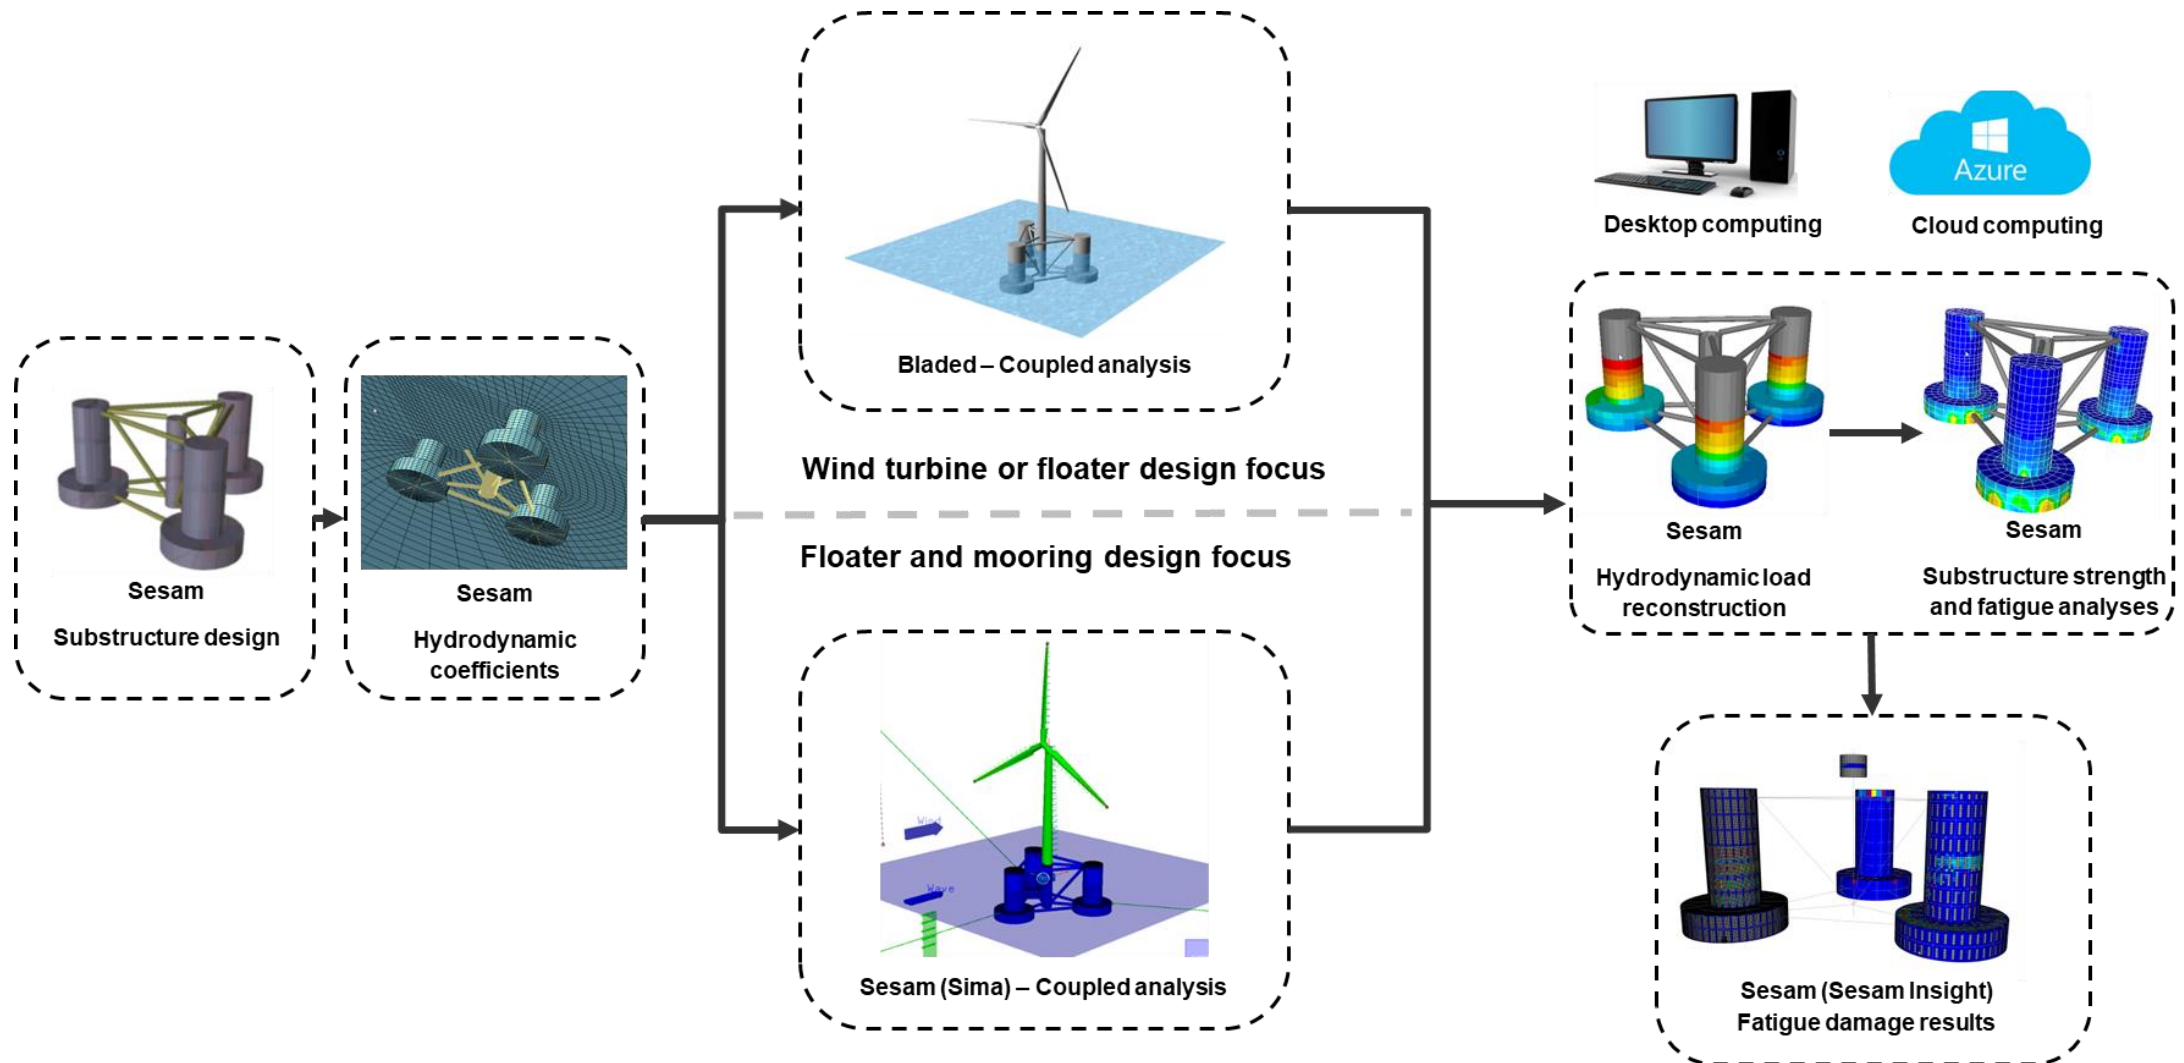 Sesam
Substructure design
Sesam
Hydrodynamic
coefficients
Bladed – Coupled analysis
Wind turbine or floater design focus
Floater and mooring design focus
Wind
Wave
Sesam (Sima) – Coupled analysis
Azure
Desktop computing
Cloud computing
Sesam
Hydrodynamic load
reconstruction
Sesam
Substructure strength
and fatigue analyses
Sesam (Sesam Insight)
Fatigue damage results